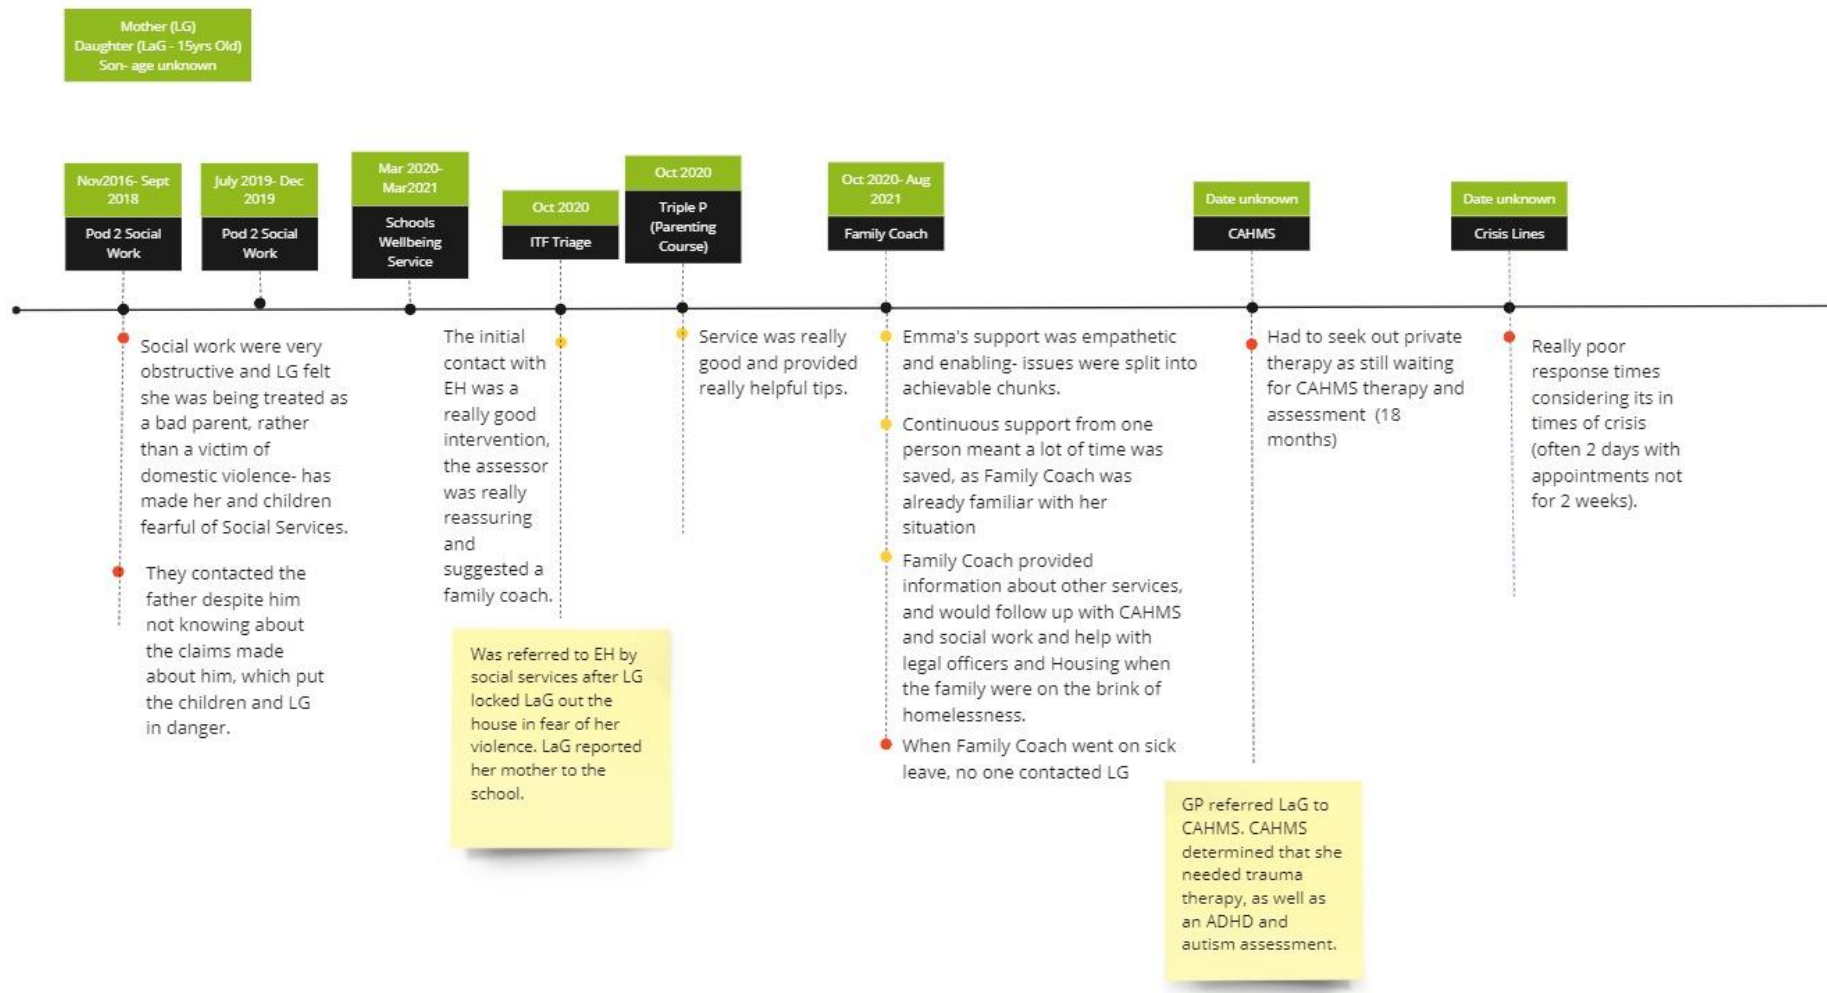 Mother (LG)
Daughter (LaG - 15yrs Old)
Son- age unknown
Nov2016- Sept
2018
Pod 2 Social
Work
July 2019- Dec
2019
Pod 2 Social
Work
Mar 2020-
Mar2021
Schools
Wellbeing
Service
Oct 2020
ITF Triage
Oct 2020
Triple P
(Parenting
Course)
Oct 2020- Aug
2021
Family Coach
Date unknown
CAHMS
Date unknown
Crisis Lines
Social work were very
obstructive and LG felt
she was being treated as
a bad parent, rather
than a victim of
domestic violence- has
made her and children
fearful of Social Services.
They contacted the
father despite him
not knowing about
the claims made
about him, which put
the children and LG
in danger.
The initial
contact with
EH was a
really good
intervention,
the assessor
was really
reassuring
and
suggested a
family coach.
Was referred to EH by
social services after LG
locked LaG out the
house in fear of her
violence. LaG reported
her mother to the
school.
Service was really
good and provided
really helpful tips.
Emma's support was empathetic
and enabling- issues were split into
achievable chunks.
Continuous support from one
person meant a lot of time was
saved, as Family Coach was
already familiar with her
situation
Family Coach provided
information about other services,
and would follow up with CAHMS
and social work and help with
legal officers and Housing when
the family were on the brink of
homelessness.
When Family Coach went on sick
leave, no one contacted LG
Had to seek out private
therapy as still waiting
for CAHMS therapy and
assessment  (18
months)
GP referred LaG to
CAHMS. CAHMS
determined that she
needed trauma
therapy, as well as
an ADHD and
autism assessment.
Really poor
response times
considering its in
times of crisis
(often 2 days with
appointments not
for 2 weeks).